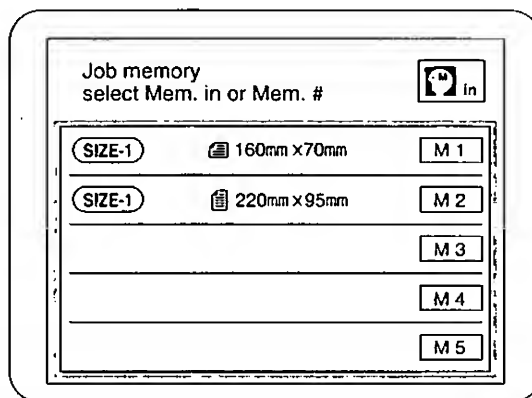 Job memory
select Mem. in or Mem. #
M in
SIZE-1 160mm×70mm M 1
SIZE-1 220mm×95mm M 2
M 3
M 4
M 5